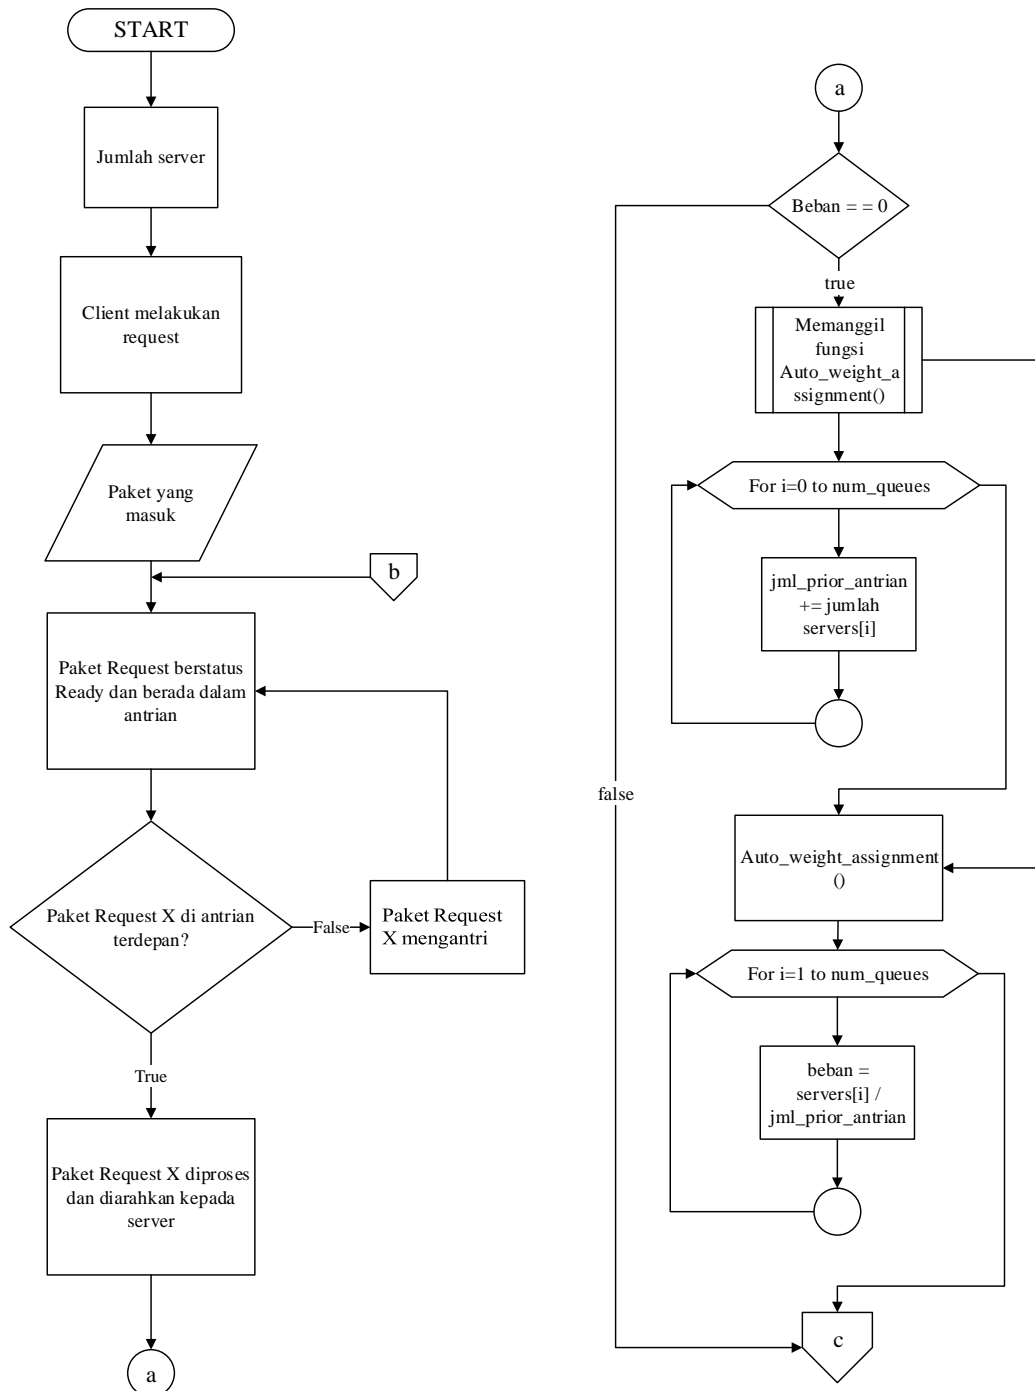 START
Jumlah server
Client melakukan
request
Paket yang
masuk
b
Paket Request berstatus
Ready dan berada dalam
antrian
Paket Request X di antrian
terdepan?
False
Paket Request
X mengantri
True
Paket Request X diproses
dan diarahkan kepada
server
a
a
Beban = = 0
true
Memanggil
fungsi
Auto_weight_a
ssignment()
For i=0 to num_queues
jml_prior_antrian
+= jumlah
servers[i]
false
Auto_weight_assignment
()
For i=1 to num_queues
beban =
servers[i] /
jml_prior_antrian
c